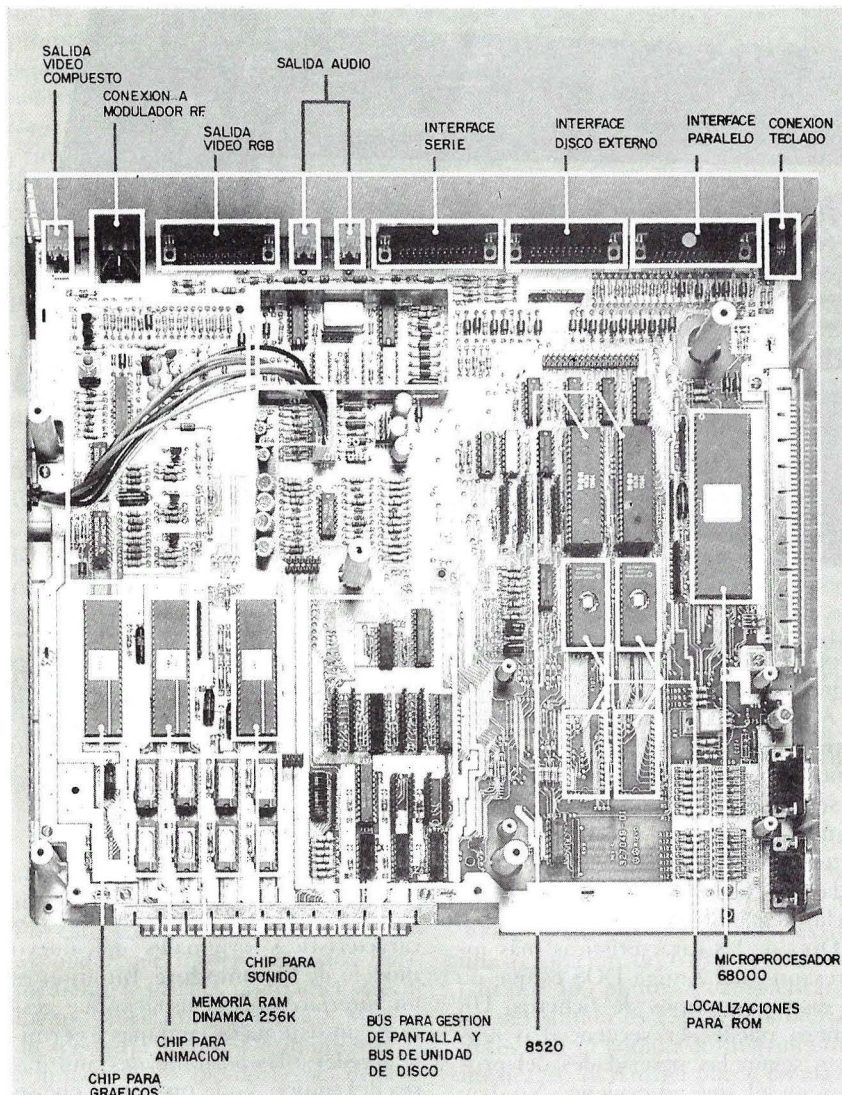 SALIDA
VIDEO
COMPUESTO
CONEXION A
MODULADOR RF
SALIDA
VIDEO RGB
SALIDA AUDIO
INTERFACE
SERIE
INTERFACE
DISCO EXTERNO
INTERFACE
PARALELO
CONEXION
TECLADO
CHIP PARA
GRAFICOS
CHIP PARA
ANIMACION
MEMORIA RAM
DINAMICA 256K
CHIP PARA
SONIDO
BUS PARA GESTION
DE PANTALLA Y
BUS DE UNIDAD
DE DISCO
8520
LOCALIZACIONES
PARA ROM
MICROPROCESADOR
68000